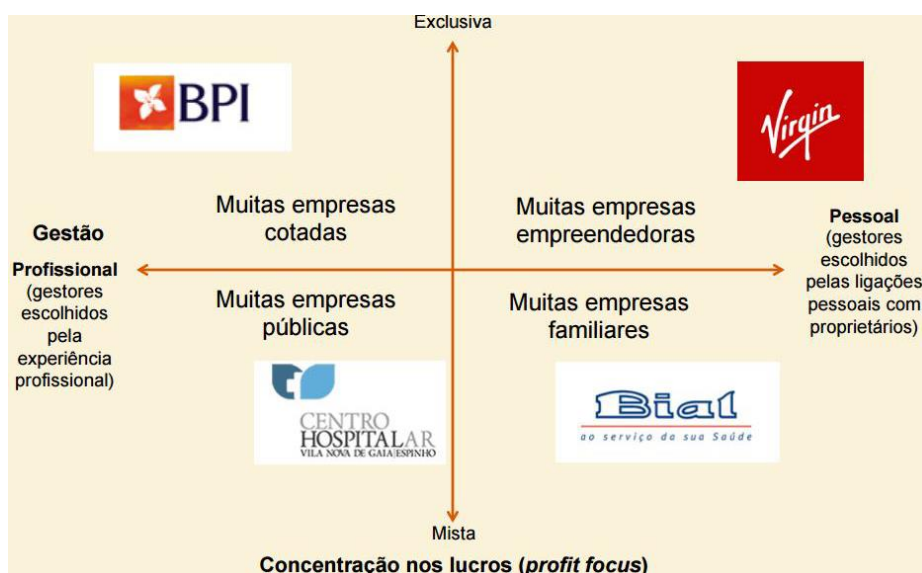 Exclusiva
BPI
Virgin
Muitas empresas
cotadas
Muitas empresas
empreendedoras
Gestão
Profissional
(gestores
escolhidos
pela
experiência
profissional)
Pessoal
(gestores
escolhidos
pelas ligações
pessoais com
proprietários)
Muitas empresas
públicas
Muitas empresas
familiares
CENTRO
HOSPITALAR
VILA NOVA DE GAIA|ESPINHO
Bial
ao serviço da sua Saúde
Mista
Concentração nos lucros (profit focus)